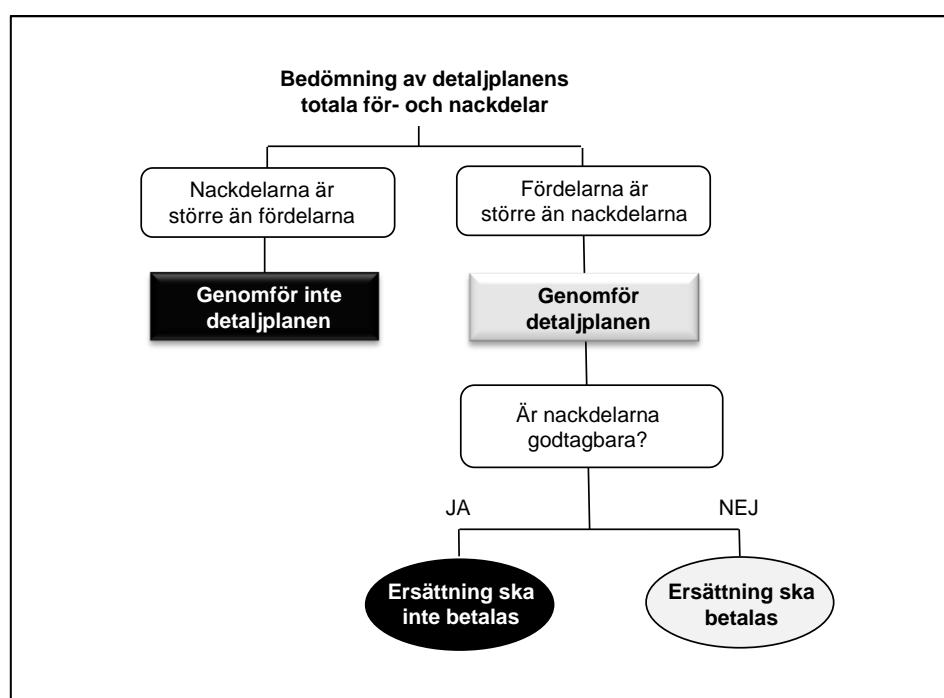 Bedömning av detaljplanens
totala för- och nackdelar
Nackdelarna är
större än fördelarna
Fördelarna är
större än nackdelarna
Genomför inte
detaljplanen
Genomför
detaljplanen
Är nackdelarna
godtagbara?
JA
NEJ
Ersättning ska
inte betalas
Ersättning ska
betalas